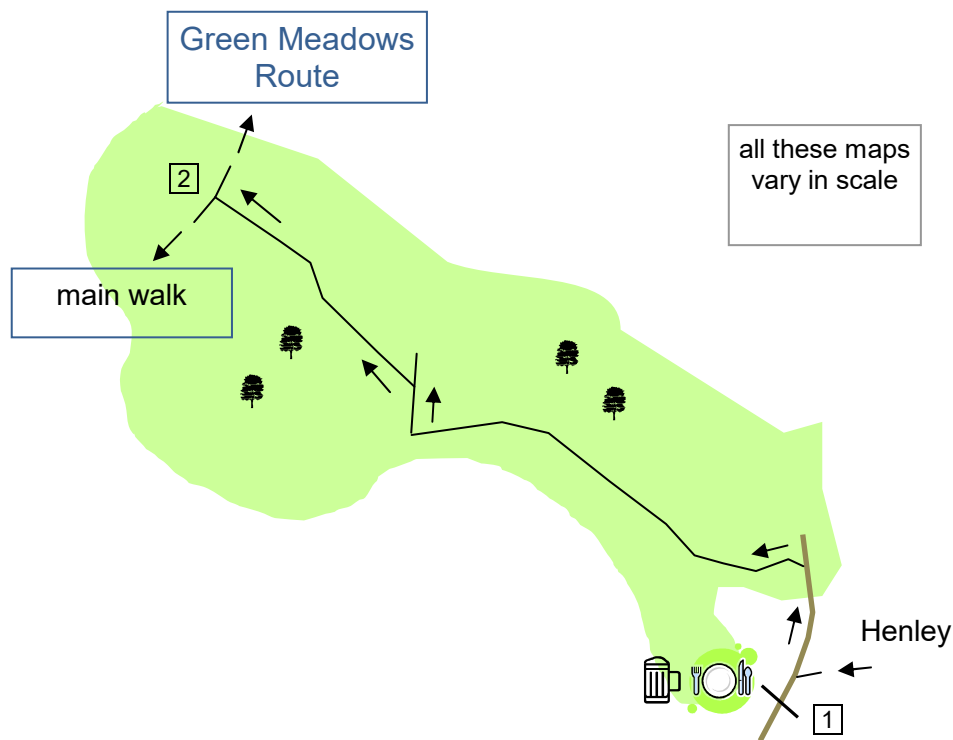 Green Meadows
Route
all these maps
vary in scale
2
main walk
Henley
1